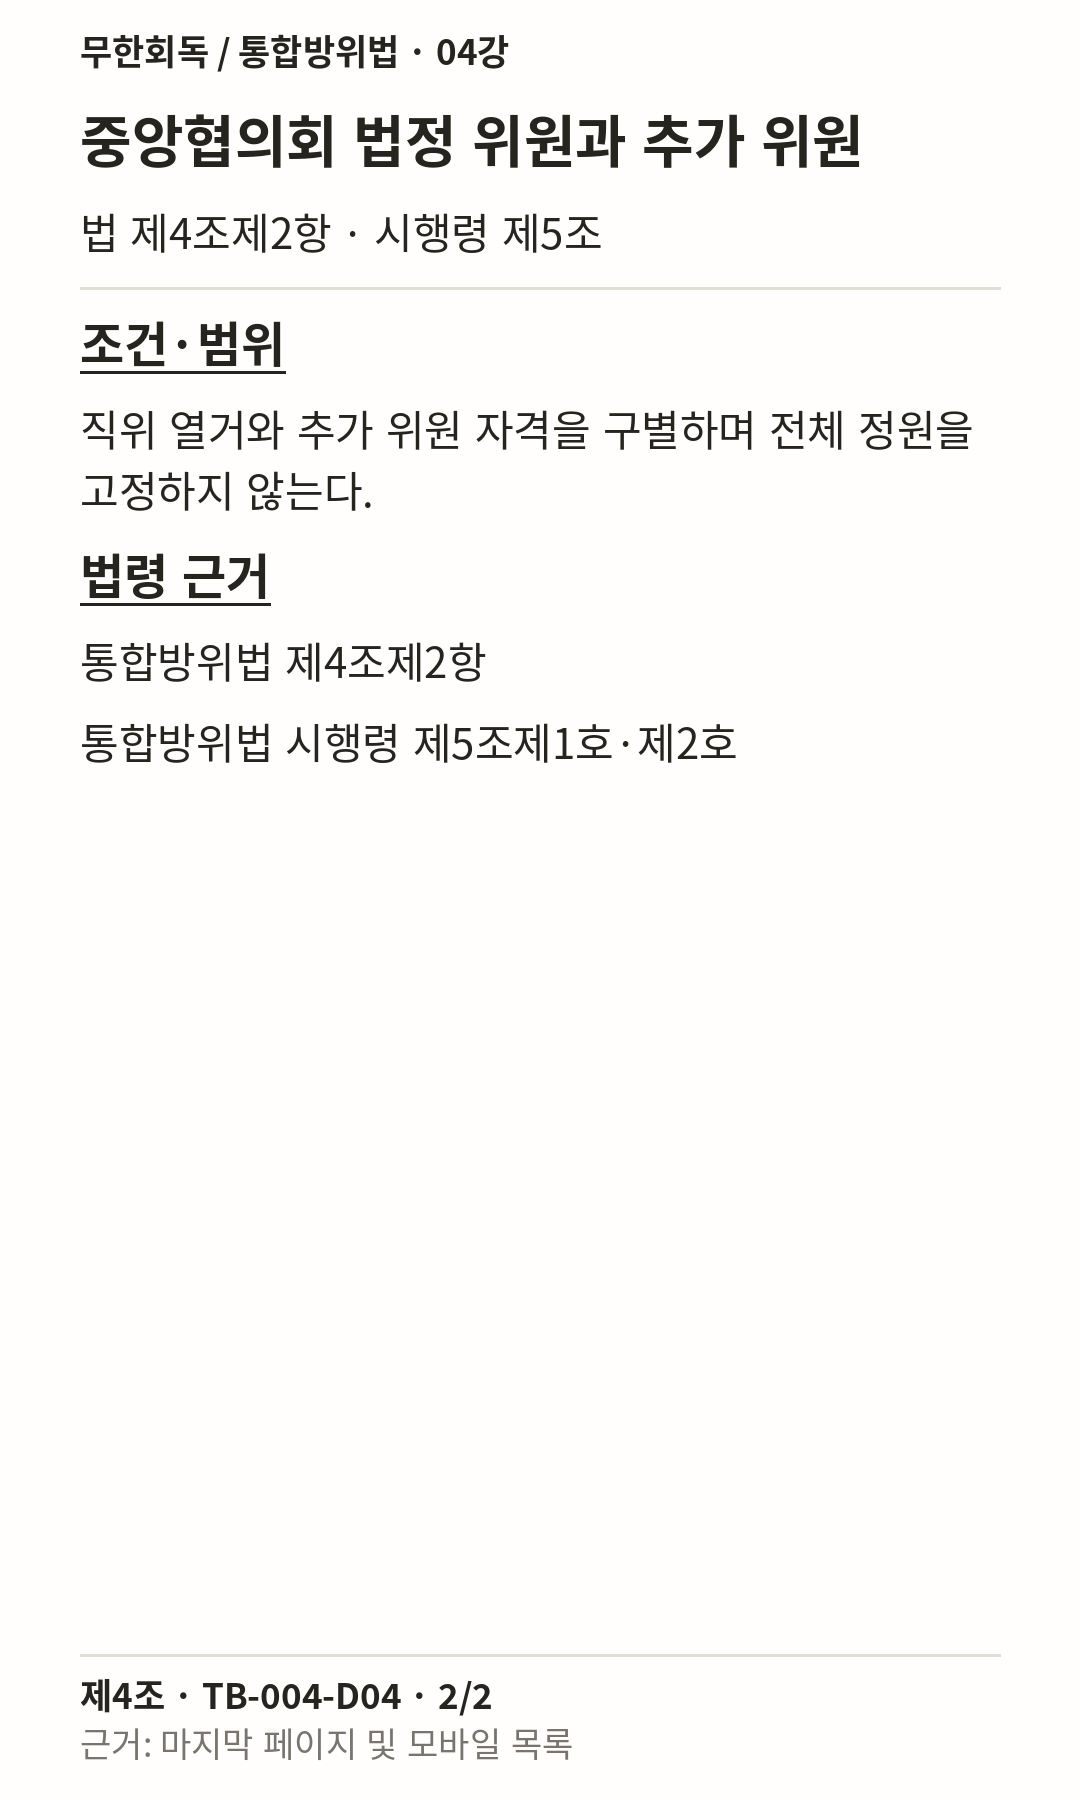 무한회독 / 통합방위법 · 04강
중앙협의회 법정 위원과 추가 위원
법 제4조제2항 · 시행령 제5조
조건·범위
직위 열거와 추가 위원 자격을 구별하며 전체 정원을
고정하지 않는다.
법령 근거
통합방위법 제4조제2항
통합방위법 시행령 제5조제1호·제2호
제4조 · TB-004-D04 · 2/2
근거: 마지막 페이지 및 모바일 목록